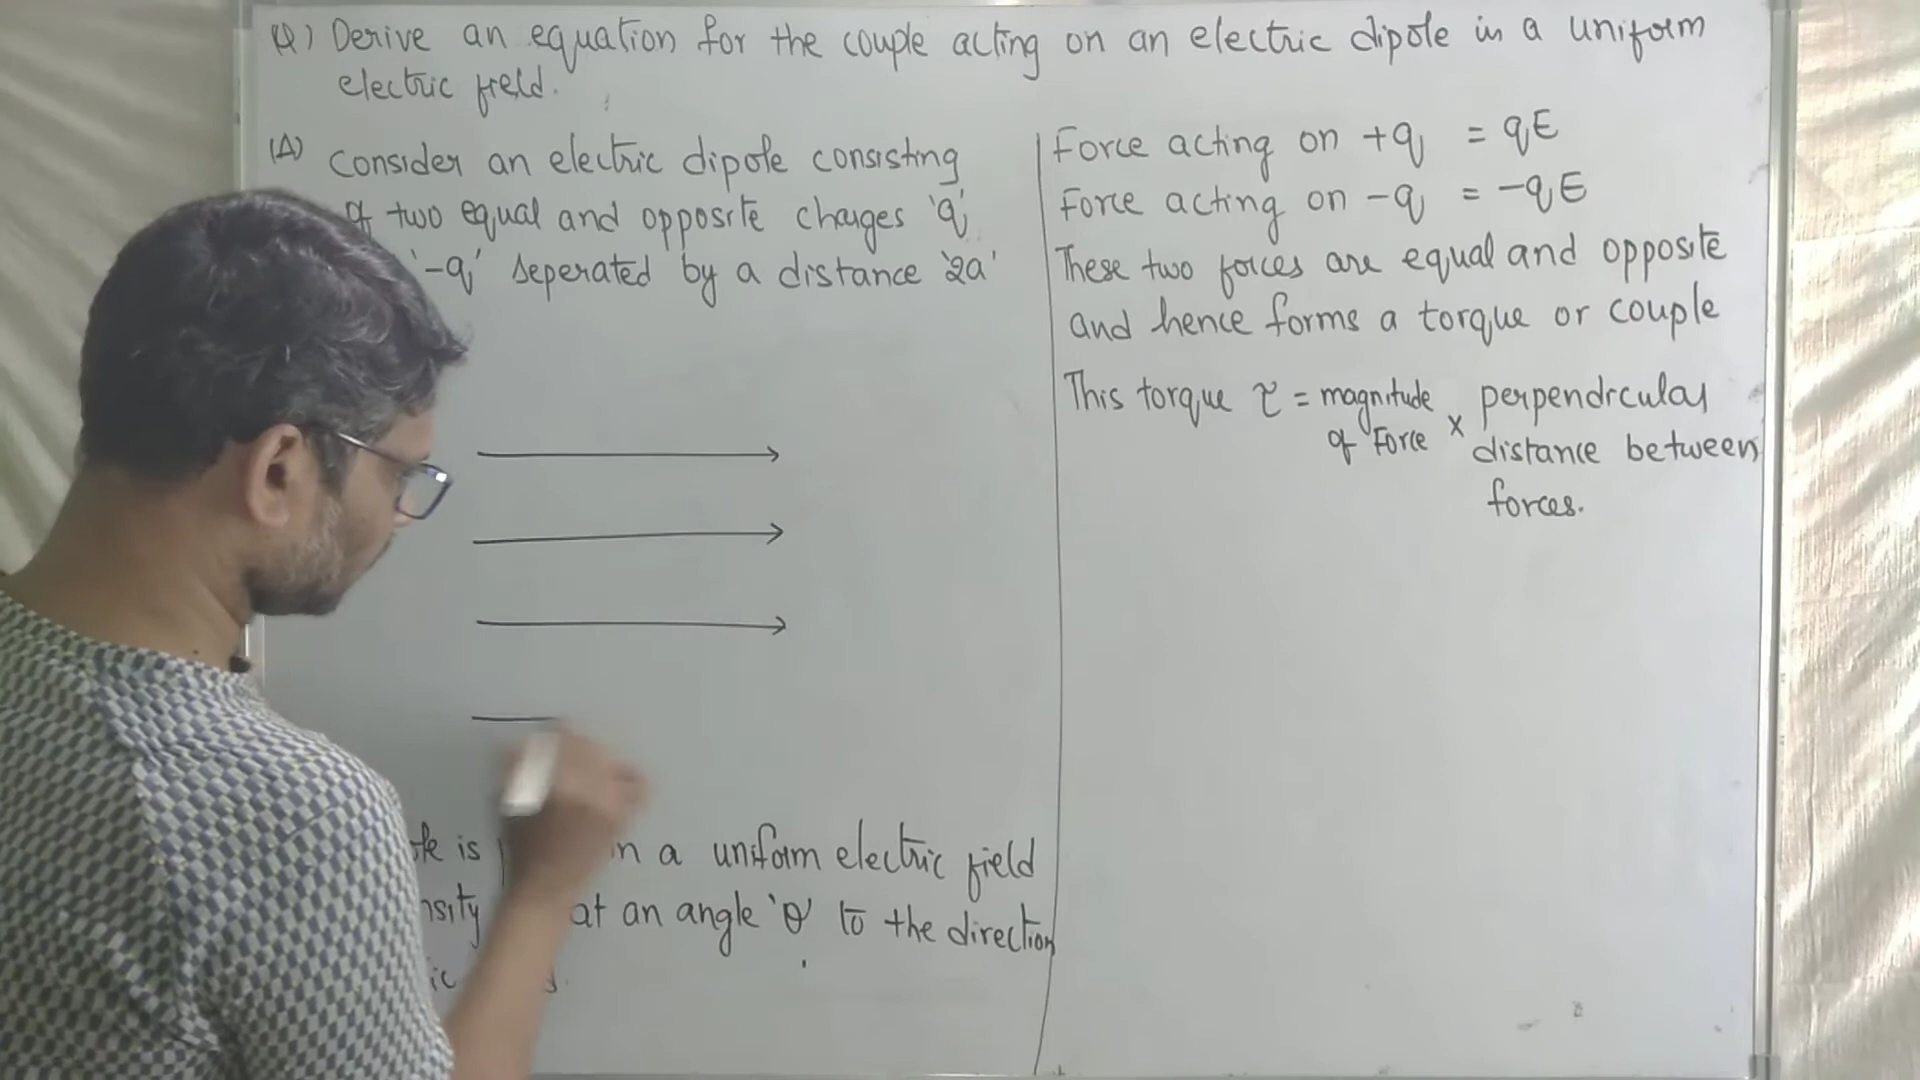 Q) Derive an equation for the couple acting on an electric dipole in a uniform
electric field.
(A) Consider an electric dipole consisting
of two equal and opposite charges 'q'
'-q' seperated by a distance '2a'
is in a uniform electric field
at an angle 'θ' to the direction
Force acting on +q = qE
Force acting on -q = -qE
These two forces are equal and opposite
and hence forms a torque or couple
This torque τ = magnitude of Force × perpendicular
distance between
forces.